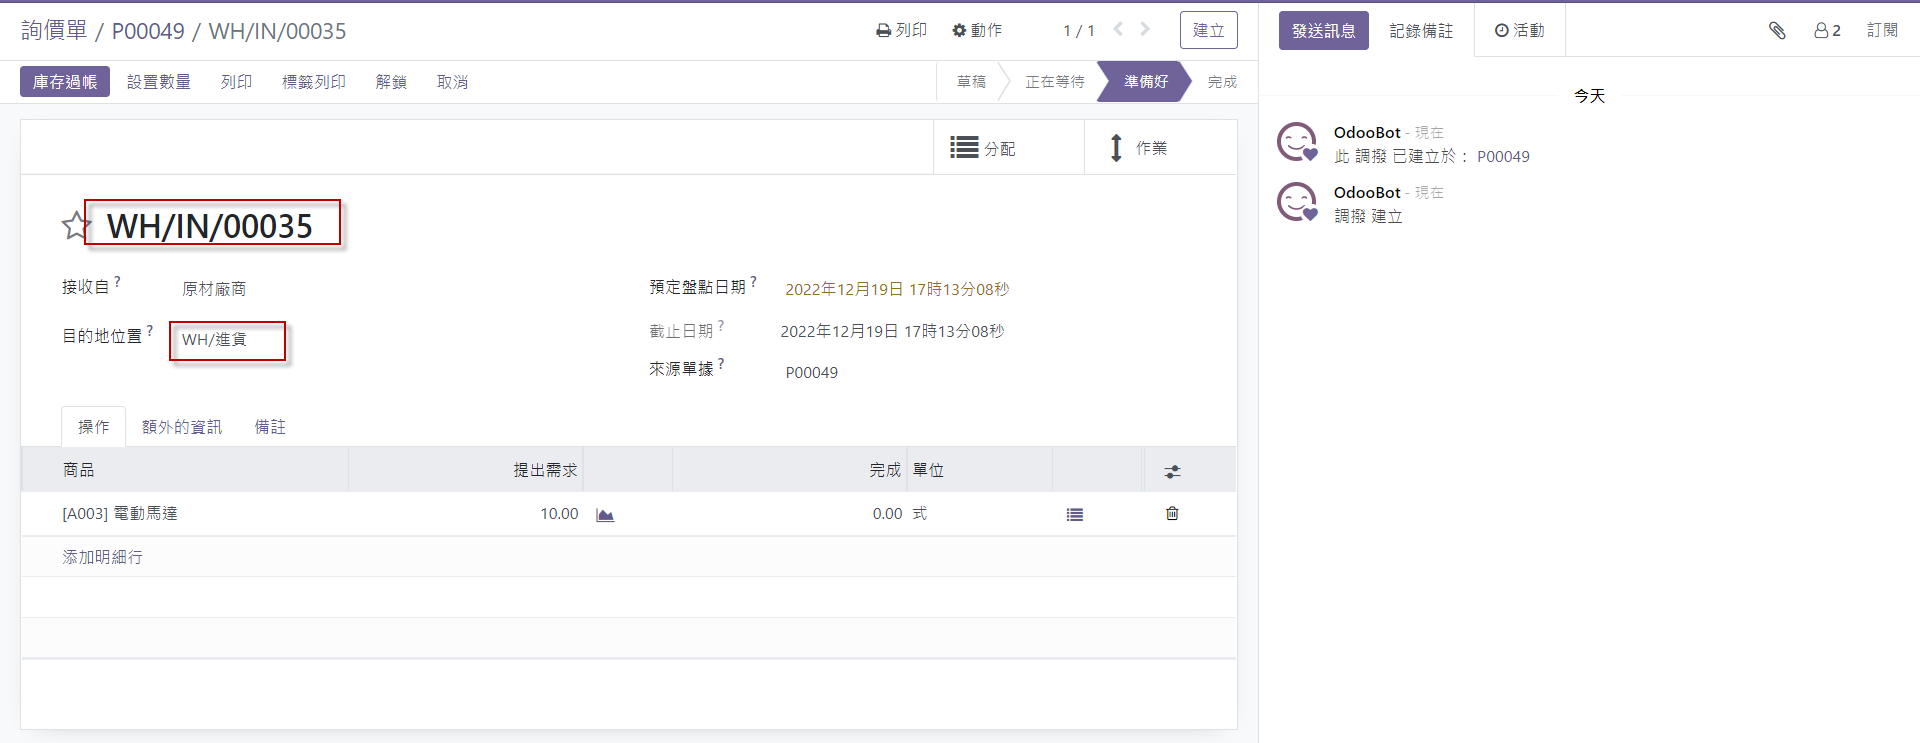 詢價單 / P00049 / WH/IN/00035
列印 動作 1 / 1 建立
發送訊息 記錄備註 活動 2 訂閱
庫存過帳 設置數量 列印 標籤列印 解鎖 取消 草稿 正在等待 準備好 完成
今天
分配 作業
OdooBot - 現在
此 調撥 已建立於： P00049
OdooBot - 現在
調撥 建立
WH/IN/00035
接收自? 原材廠商 預定盤點日期? 2022年12月19日 17時13分08秒
目的地位置? WH/進貨 截止日期? 2022年12月19日 17時13分08秒
來源單據? P00049
操作 額外的資訊 備註
商品 提出需求 完成 單位
[A003] 電動馬達 10.00 0.00 式
添加明細行